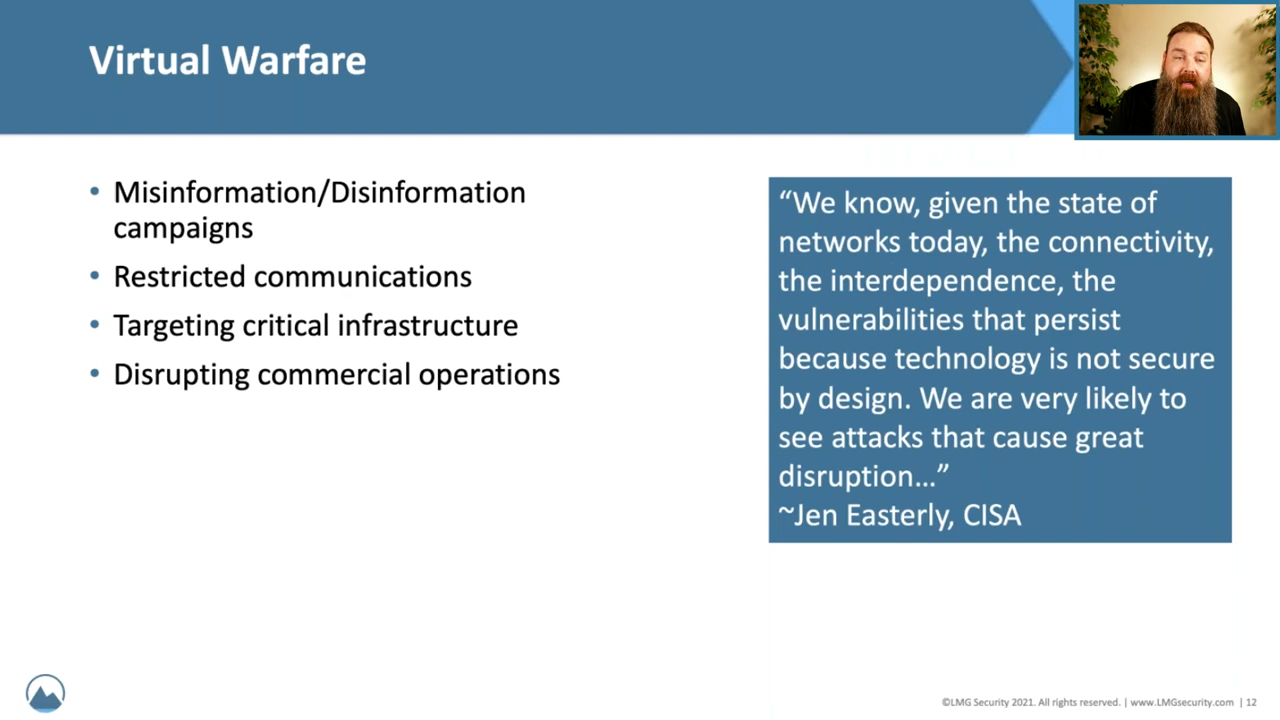 Virtual Warfare
• Misinformation/Disinformation
campaigns
• Restricted communications
• Targeting critical infrastructure
• Disrupting commercial operations
“We know, given the state of
networks today, the connectivity,
the interdependence, the
vulnerabilities that persist
because technology is not secure
by design. We are very likely to
see attacks that cause great
disruption…”
~Jen Easterly, CISA
©LMG Security 2021. All rights reserved. | www.LMGsecurity.com | 12